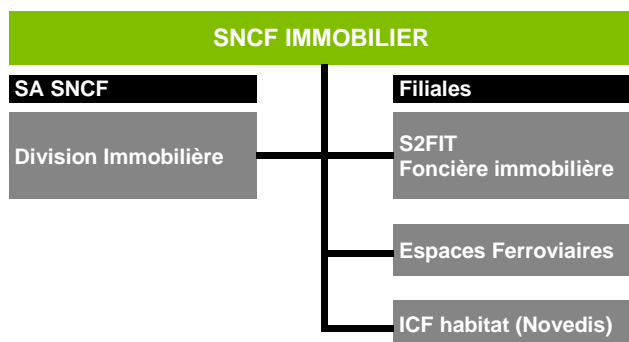 SNCF IMMOBILIER
SA SNCF
Division Immobilière
Filiales
S2FIT
Foncière immobilière
Espaces Ferroviaires
ICF habitat (Novedis)